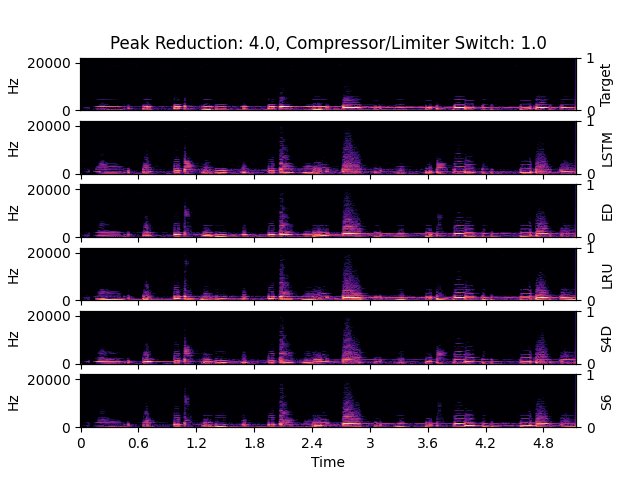 Peak Reduction: 4.0, Compressor/Limiter Switch: 1.0
20000 1
Hz Target
0 0
20000 1
Hz LSTM
0 0
20000 1
Hz ED
0 0
20000 1
Hz LRU
0 0
20000 1
Hz S4D
0 0
20000 1
Hz S6
0 0
0 0.6 1.2 1.8 2.4 3 3.6 4.2 4.8
Time